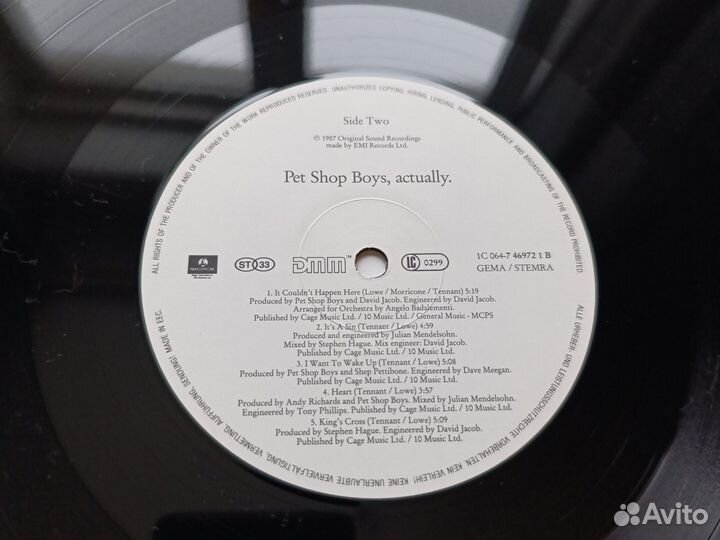 ALL RIGHTS OF THE PRODUCER AND OF THE OWNER OF THE WORK REPRODUCED RESERVED. UNAUTHORIZED COPYING, HIRING, LENDING, PUBLIC PERFORMANCE AND BROADCASTING OF THE RECORD PROHIBITED.
Side Two
℗ 1987 Original Sound Recordings
made by EMI Records Ltd.
Pet Shop Boys, actually.
PARLOPHONE
ST 33
DMM™
LC 0299
1C 064-7 46972 1 B
GEMA / STEMRA
1. It Couldn't Happen Here (Lowe / Morricone / Tennant) 5:19
Produced by Pet Shop Boys and David Jacob. Engineered by David Jacob.
Arranged for Orchestra by Angelo Badalementi.
Published by Cage Music Ltd. / 10 Music Ltd. / General Music - MCPS
2. It's A Sin (Tennant / Lowe) 4:59
Produced and engineered by Julian Mendelsohn.
Mixed by Stephen Hague. Mix engineer: David Jacob.
Published by Cage Music Ltd. / 10 Music Ltd.
3. I Want To Wake Up (Tennant / Lowe) 5:08
Produced by Pet Shop Boys and Shep Pettibone. Engineered by Dave Meegan.
Published by Cage Music Ltd. / 10 Music Ltd.
4. Heart (Tennant / Lowe) 3:57
Produced by Andy Richards and Pet Shop Boys. Mixed by Julian Mendelsohn.
Engineered by Tony Phillips. Published by Cage Music Ltd. / 10 Music Ltd.
5. King's Cross (Tennant / Lowe) 5:09
Produced by Stephen Hague. Engineered by David Jacob.
Published by Cage Music Ltd. / 10 Music Ltd.
ALLE URHEBER- UND LEISTUNGSSCHUTZRECHTE VORBEHALTEN. KEIN VERLEIH! KEINE UNERLAUBTE VERVIELFÄLTIGUNG, VERMIETUNG, AUFFÜHRUNG, SENDUNG! MADE IN EEC.
Avito